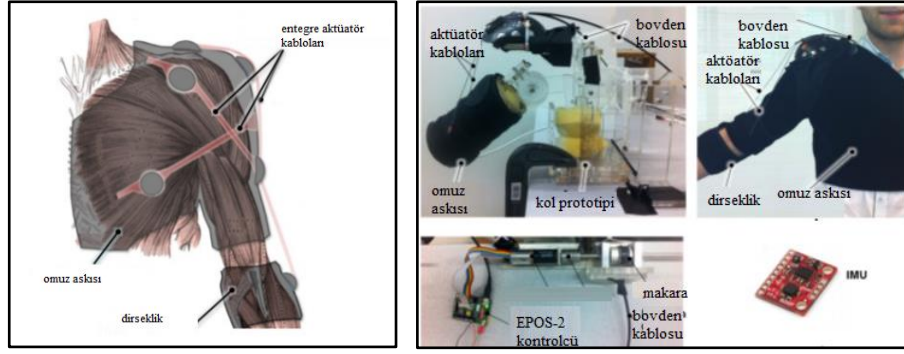 entegre aktüatör
kabloları
omuz askısı
dirseklik
aktüatör
kabloları
bovden
kablosu
omuz
askısı
kol prototipi
bovden
kablosu
aktöatör
kabloları
dirseklik
omuz askısı
EPOS-2
kontrolcü
makara
bövden
kablosu
IMU